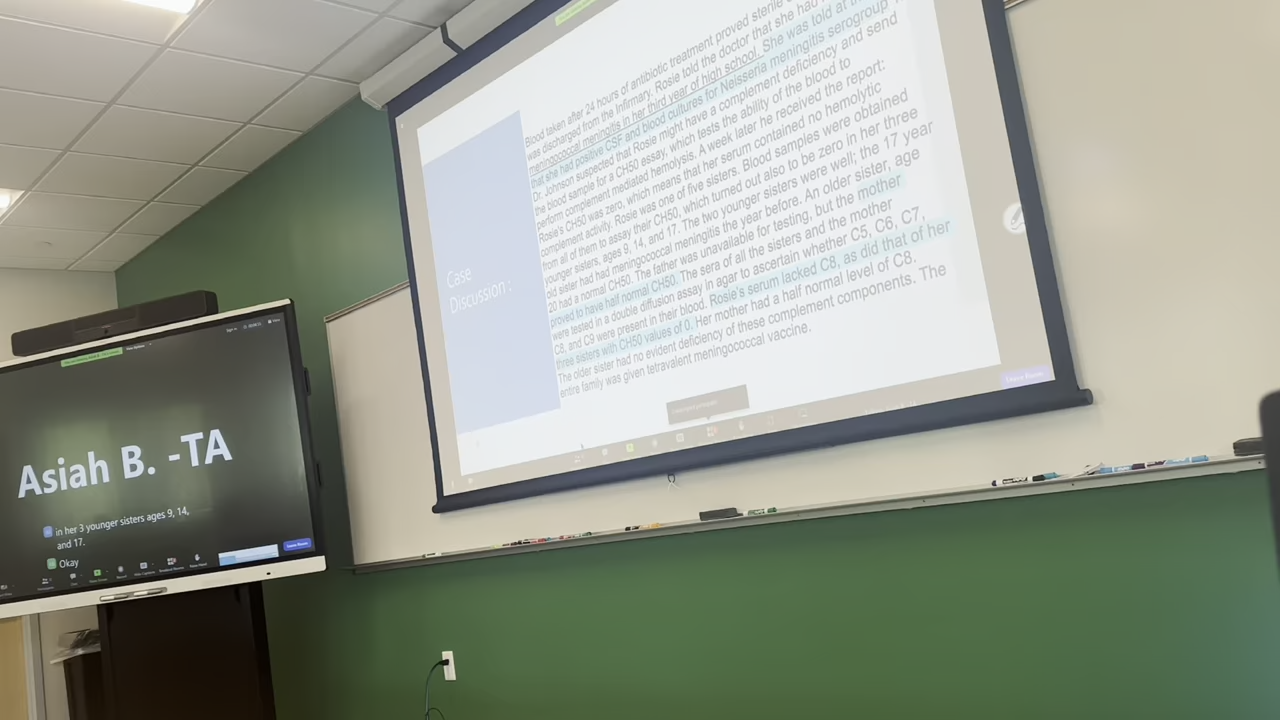 Case
Discussion :
Blood taken after 24 hours of antibiotic treatment proved sterile
was discharged from the Infirmary. Rosie told the doctor that she had
meningococcal meningitis in her third year of high school. She was told at
that she had positive CSF and blood cultures for Neisseria meningitis serogroup
Dr. Johnson suspected that Rosie might have a complement deficiency and send
the blood sample for a CH50 assay, which tests the ability of the blood to
perform complement mediated hemolysis. A week later he received the report:
Rosie's CH50 was zero, which means that her serum contained no hemolytic
complement activity. Rosie was one of five sisters. Blood samples were obtained
from all of them to assay their CH50, which turned out also to be zero in her three
younger sisters, ages 9, 14, and 17. The two younger sisters were well; the 17 year
old sister had had meningococcal meningitis the year before. An older sister, age
20 had a normal CH50. The father was unavailable for testing, but the mother
proved to have half normal CH50. The sera of all the sisters and the mother
were tested in a double diffusion assay in agar to ascertain whether C5, C6, C7,
C8, and C9 were present in their blood. Rosie's serum lacked C8, as did that of her
three sisters with CH50 values of 0. Her mother had a half normal level of C8.
The older sister had no evident deficiency of these complement components. The
entire family was given tetravalent meningococcal vaccine.
Leave Room
Asiah B. -TA
in her 3 younger sisters ages 9, 14,
and 17.
Okay